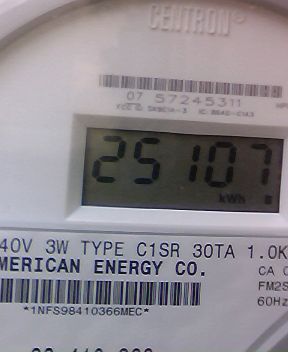 CENTRON®
07 57245311
25107
kWh
40V 3W TYPE C1SR 30TA 1.0K
MERICAN ENERGY CO.
CA
FM2S
60Hz
*1NFS98410366MEC*